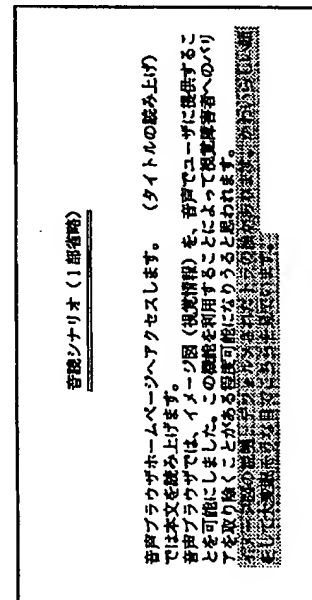 音読シナリオ(1部省略)
音声ブラウザホームページへアクセスします。 (タイトルの読み上げ)
では本文を読み上げます。
音声ブラウザでは、イメージ図(視覚情報)を、音声でユーザに提供するこ
とを可能にしました。この機能を利用することによって視覚障害者へのバリ
アを取り除くことがある程度可能になりうると思われます。